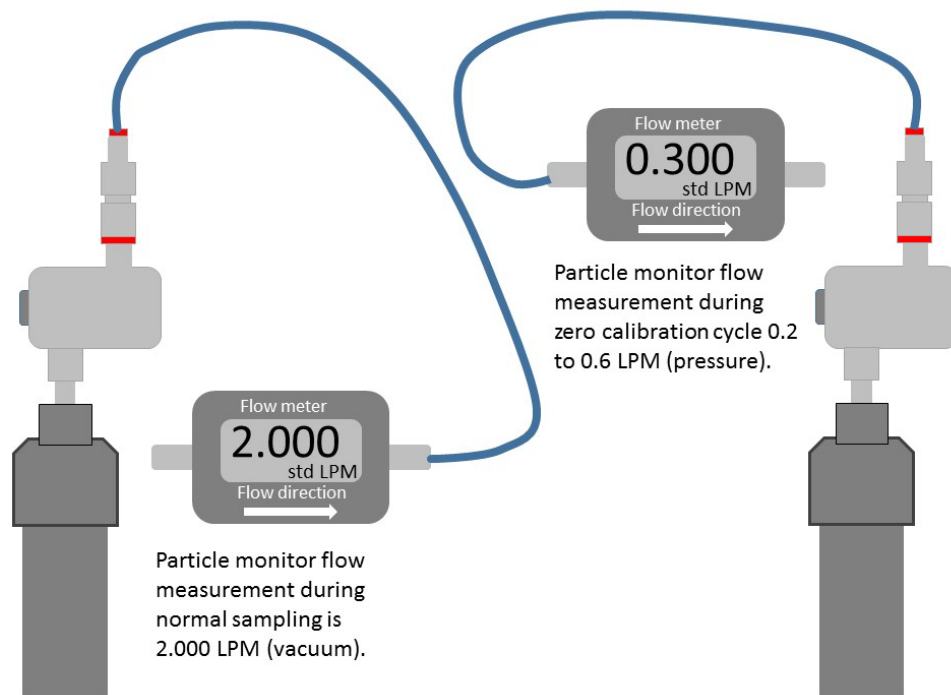 Flow meter
0.300
std LPM
Flow direction
Particle monitor flow
measurement during
zero calibration cycle 0.2
to 0.6 LPM (pressure).
Flow meter
2.000
std LPM
Flow direction
Particle monitor flow
measurement during
normal sampling is
2.000 LPM (vacuum).